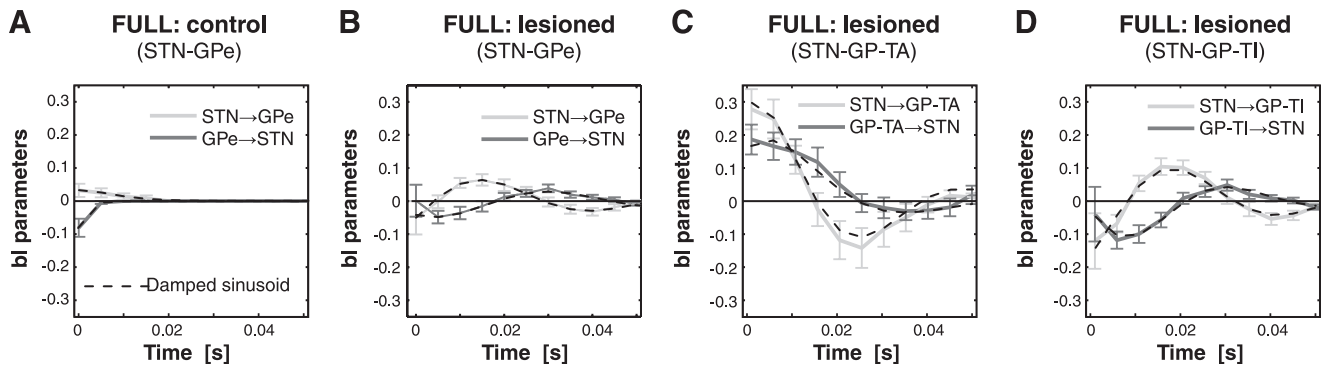 A
FULL: control
(STN-GPe)
0.3
0.2
0.1
0
-0.1
-0.2
-0.3
bl parameters
STN→GPe
GPe→STN
Damped sinusoid
0
0.02
0.04
Time [s]
B
FULL: lesioned
(STN-GPe)
0.3
0.2
0.1
0
-0.1
-0.2
-0.3
bl parameters
STN→GPe
GPe→STN
0
0.02
0.04
Time [s]
C
FULL: lesioned
(STN-GP-TA)
0.3
0.2
0.1
0
-0.1
-0.2
-0.3
bl parameters
STN→GP-TA
GP-TA→STN
0
0.02
0.04
Time [s]
D
FULL: lesioned
(STN-GP-TI)
0.3
0.2
0.1
0
-0.1
-0.2
-0.3
bl parameters
STN→GP-TI
GP-TI→STN
0
0.02
0.04
Time [s]